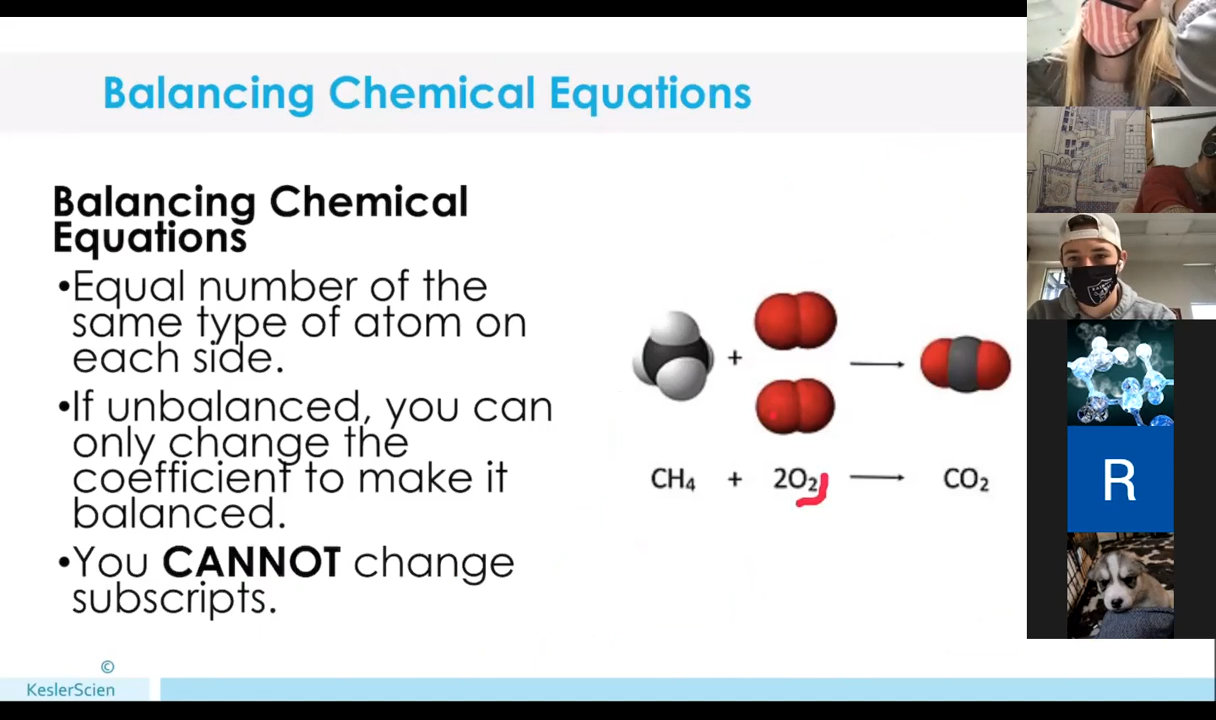 Balancing Chemical Equations
Balancing Chemical
Equations
•Equal number of the
same type of atom on
each side.
•If unbalanced, you can
only change the
coefficient to make it
balanced.
•You CANNOT change
subscripts.
+
CH₄ + 2O₂ → CO₂
©
KeslerScien
R